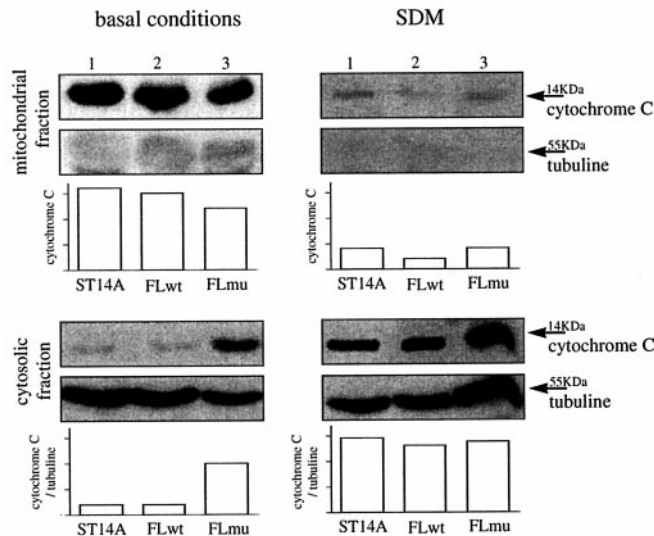 basal conditions
SDM
1 2 3
1 2 3
mitochondrial
fraction
14KDa
cytochrome C
55KDa
tubuline
cytochrome C
ST14A FLwt FLmu
cytochrome C
ST14A FLwt FLmu
cytosolic
fraction
14KDa
cytochrome C
55KDa
tubuline
cytochrome C
/ tubuline
ST14A FLwt FLmu
cytochrome C
/ tubuline
ST14A FLwt FLmu